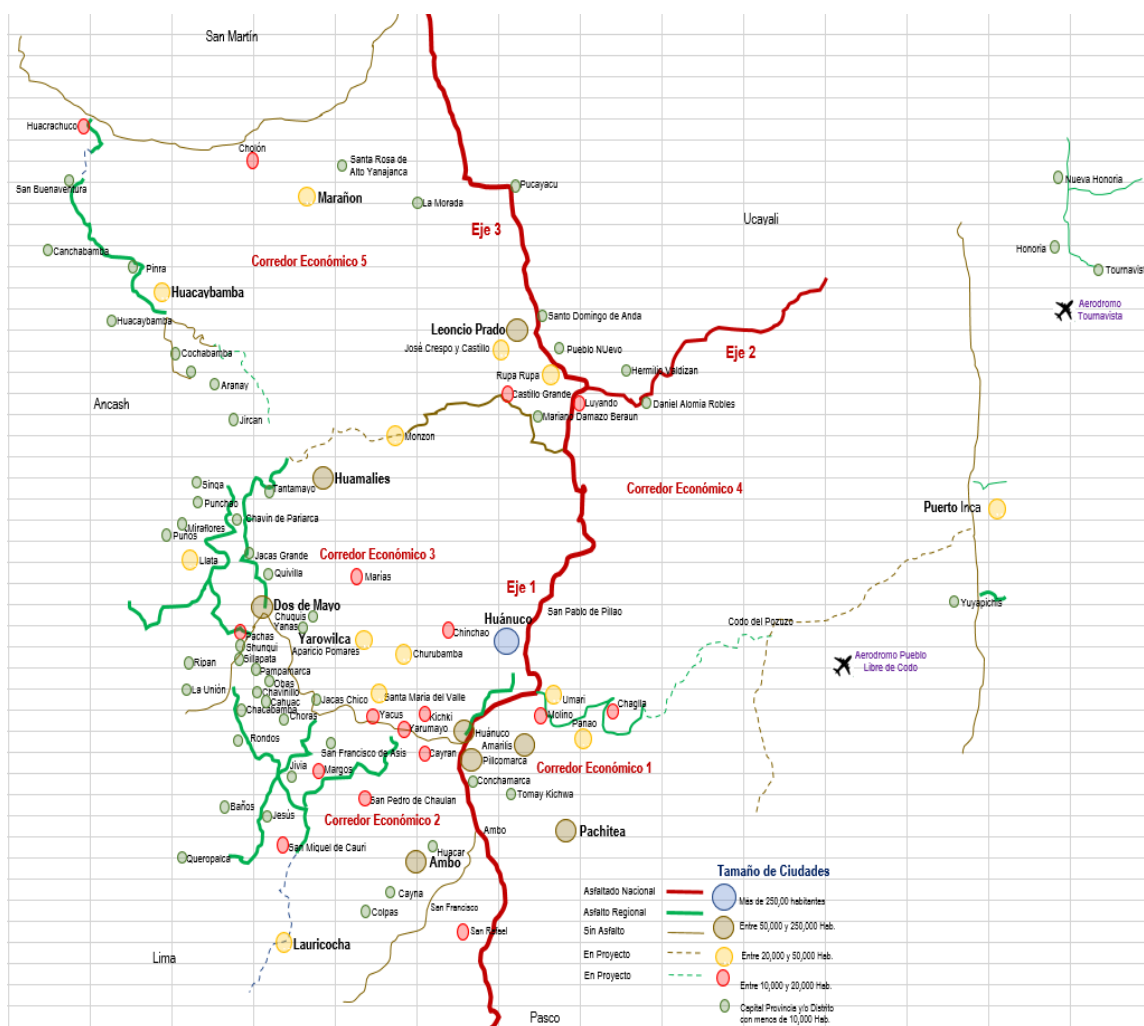 San Martín
Huacrachuco
Cholón
Santa Rosa de
Alto Yanajanca
Pucayacu
Nueva Honoria
San Buenaventura
Marañon
La Morada
Ucayali
Eje 3
Canchabamba
Honoria
Corredor Económico 5
Pinra
Tournavist
Huacaybamba
Aerodromo
Tournavista
Huacaybamba
Santo Domingo de Anda
Leoncio Prado
José Crespo y Castillo
Pueblo NUevo
Eje 2
Cochabamba
Rupa Rupa
Hermilio Valdizan
Aranay
Castillo Grande
Luyando
Daniel Alomia Robles
Ancash
Mariano Damazo Beraun
Jircan
Monzon
Huamalies
Singa
Tantamayo
Corredor Económico 4
Punchao
Puerto Inca
Chavin de Pariarca
Miraflores
Puños
Jacas Grande
Corredor Económico 3
Llata
Quivilla
Marias
Eje 1
Yuyapichis
Dos de Mayo
San Pablo de Pillao
Chuquis
Huánuco
Yanas
Codo del Pozuzo
Pachas
Yarowilca
Chinchao
Shunqui
Aparicio Pomares
Sillapata
Churubamba
Aerodromo Pueblo
Libre de Codo
Ripan
Pampamarca
Obas
La Unión
Chavinillo
Santa Maria del Valle
Umari
Cahuac
Jacas Chico
Chacabamba
Choras
Yacus
Kichki
Molino
Chaglla
Panao
Yarumayo
Huánuco
Rondos
Amarilis
San Francisco de Asis
Cayran
Pillcomarca
Corredor Económico 1
Jivia
Margos
Conchamarca
San Pedro de Chaulan
Tomay Kichwa
Baños
Jesús
Corredor Económico 2
Ambo
Pachitea
San Miguel de Cauri
Huacar
Queropalca
Ambo
Tamaño de Ciudades
Cayna
Asfaltado Nacional
Más de 250,00 habitantes
San Francisco
Colpas
Asfalto Regional
San Rafael
Sin Asfalto
Entre 50,000 y 250,000 Hab.
Lauricocha
En Proyecto
Entre 20,000 y 50,000 Hab.
Lima
En Proyecto
Entre 10,000 y 20,000 Hab.
Capital Provincia y/o Distrito
con menos de 10,000 Hab.
Pasco